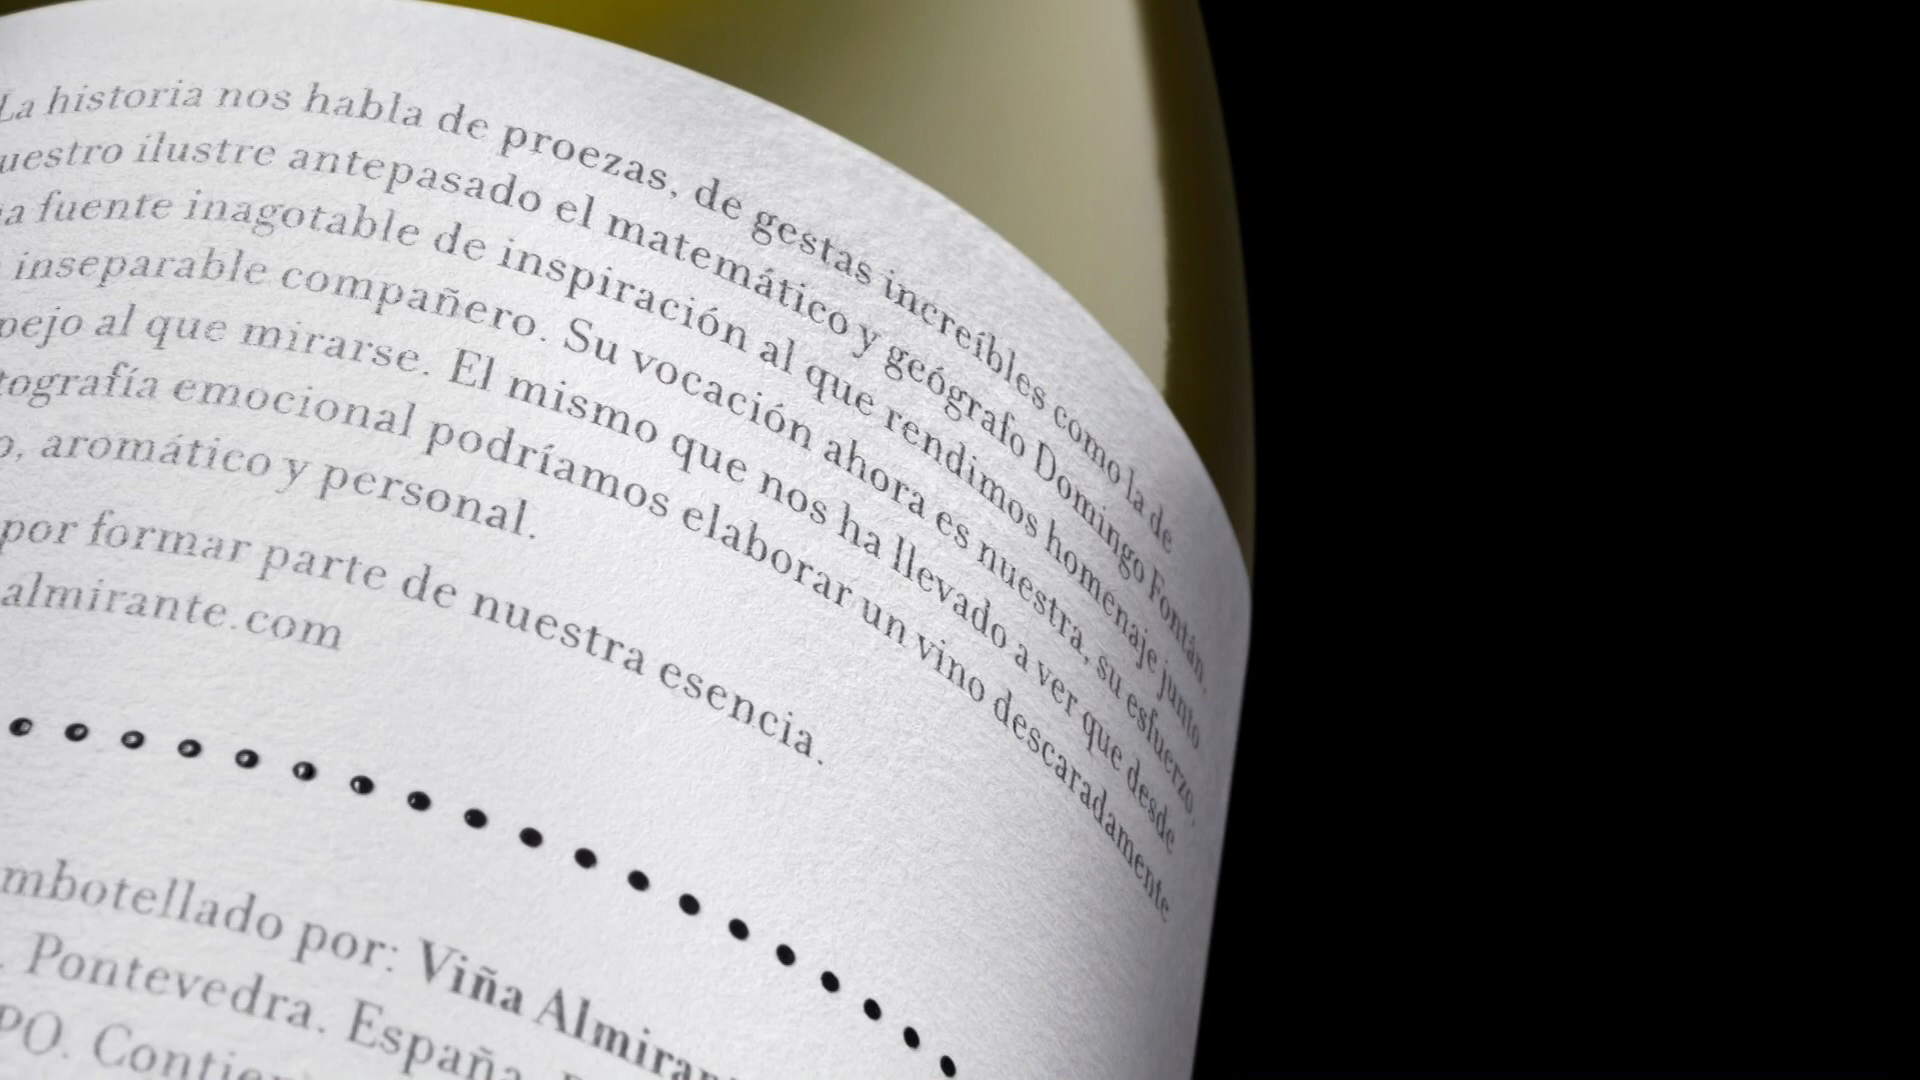 La historia nos habla de proezas, de gestas increíbles como la de
uestro ilustre antepasado el matemático y geógrafo Domingo Fontán.
a fuente inagotable de inspiración al que rendimos homenaje junto
inseparable compañero. Su vocación ahora es nuestra, su esfuerzo,
pejo al que mirarse. El mismo que nos ha llevado a ver que desde
tografía emocional podríamos elaborar un vino descaradamente
o, aromático y personal.
por formar parte de nuestra esencia.
almirante.com
mbotellado por: Viña Almiran
. Pontevedra. España.
PO. Contien